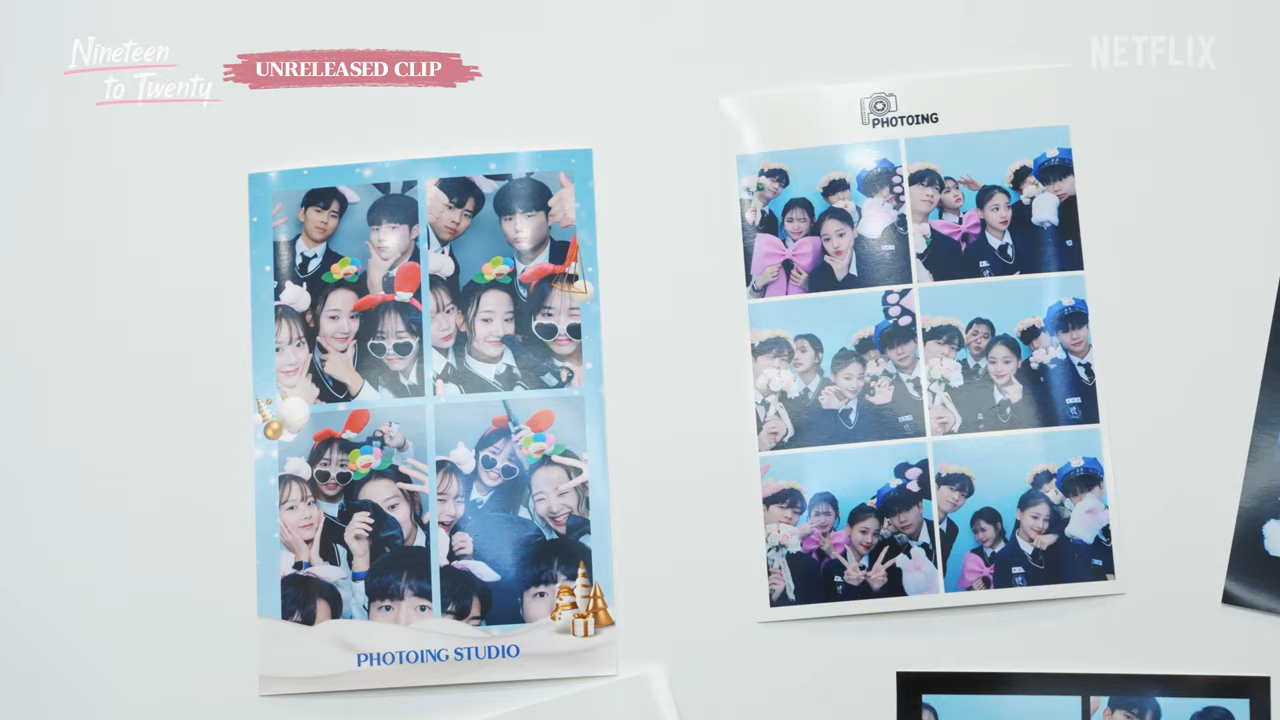 Nineteen
to Twenty
UNRELEASED CLIP
NETFLIX
PHOTOING
PHOTOING STUDIO